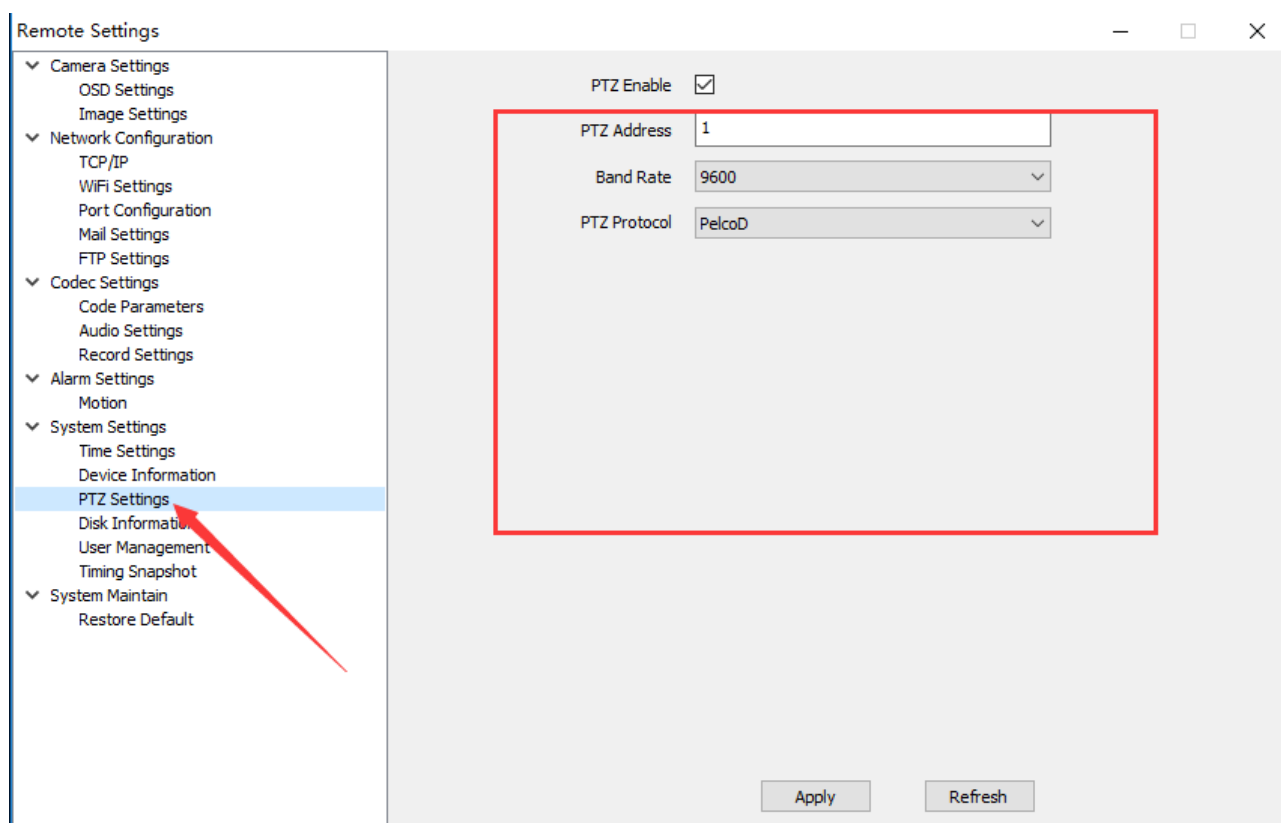 Remote Settings
Camera Settings
OSD Settings
Image Settings
Network Configuration
TCP/IP
WiFi Settings
Port Configuration
Mail Settings
FTP Settings
Codec Settings
Code Parameters
Audio Settings
Record Settings
Alarm Settings
Motion
System Settings
Time Settings
Device Information
PTZ Settings
Disk Information
User Management
Timing Snapshot
System Maintain
Restore Default
PTZ Enable
PTZ Address 1
Band Rate 9600
PTZ Protocol PelcoD
Apply Refresh